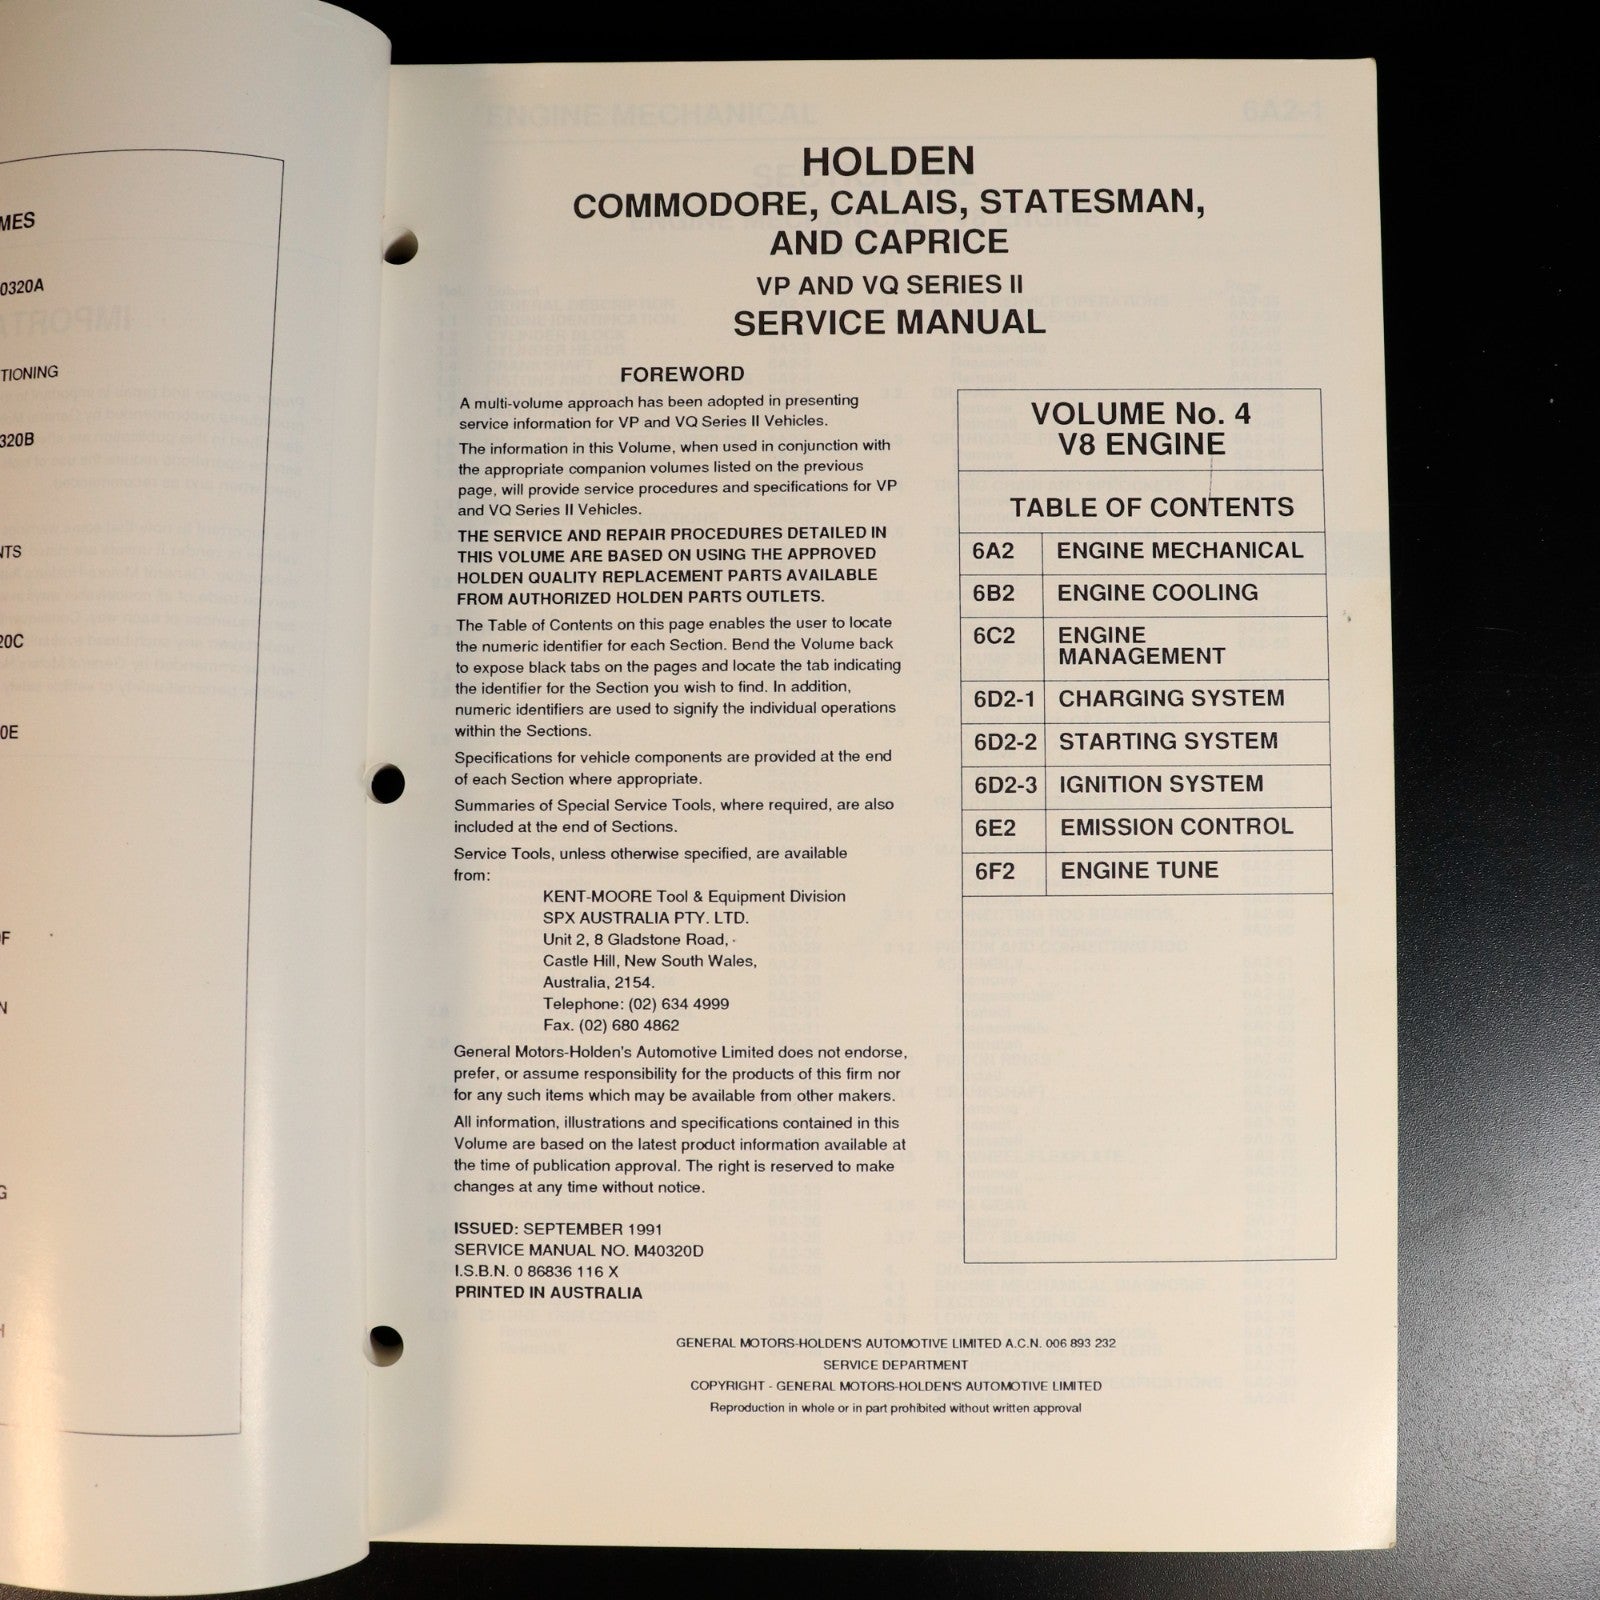 MES
0320A
TIONING
320B
NTS
20C
0E
F
N
G
H
HOLDEN
COMMODORE, CALAIS, STATESMAN,
AND CAPRICE
VP AND VQ SERIES II
SERVICE MANUAL
FOREWORD
A multi-volume approach has been adopted in presenting
service information for VP and VQ Series II Vehicles.
The information in this Volume, when used in conjunction with
the appropriate companion volumes listed on the previous
page, will provide service procedures and specifications for VP
and VQ Series II Vehicles.
THE SERVICE AND REPAIR PROCEDURES DETAILED IN
THIS VOLUME ARE BASED ON USING THE APPROVED
HOLDEN QUALITY REPLACEMENT PARTS AVAILABLE
FROM AUTHORIZED HOLDEN PARTS OUTLETS.
The Table of Contents on this page enables the user to locate
the numeric identifier for each Section. Bend the Volume back
to expose black tabs on the pages and locate the tab indicating
the identifier for the Section you wish to find. In addition,
numeric identifiers are used to signify the individual operations
within the Sections.
Specifications for vehicle components are provided at the end
of each Section where appropriate.
Summaries of Special Service Tools, where required, are also
included at the end of Sections.
Service Tools, unless otherwise specified, are available
from:
KENT-MOORE Tool & Equipment Division
SPX AUSTRALIA PTY. LTD.
Unit 2, 8 Gladstone Road,
Castle Hill, New South Wales,
Australia, 2154.
Telephone: (02) 634 4999
Fax. (02) 680 4862
General Motors-Holden's Automotive Limited does not endorse,
prefer, or assume responsibility for the products of this firm nor
for any such items which may be available from other makers.
All information, illustrations and specifications contained in this
Volume are based on the latest product information available at
the time of publication approval. The right is reserved to make
changes at any time without notice.
ISSUED: SEPTEMBER 1991
SERVICE MANUAL NO. M40320D
I.S.B.N. 0 86836 116 X
PRINTED IN AUSTRALIA
VOLUME No. 4
V8 ENGINE
TABLE OF CONTENTS
6A2 ENGINE MECHANICAL
6B2 ENGINE COOLING
6C2 ENGINE
MANAGEMENT
6D2-1 CHARGING SYSTEM
6D2-2 STARTING SYSTEM
6D2-3 IGNITION SYSTEM
6E2 EMISSION CONTROL
6F2 ENGINE TUNE
GENERAL MOTORS-HOLDEN'S AUTOMOTIVE LIMITED A.C.N. 006 893 232
SERVICE DEPARTMENT
COPYRIGHT - GENERAL MOTORS-HOLDEN'S AUTOMOTIVE LIMITED
Reproduction in whole or in part prohibited without written approval